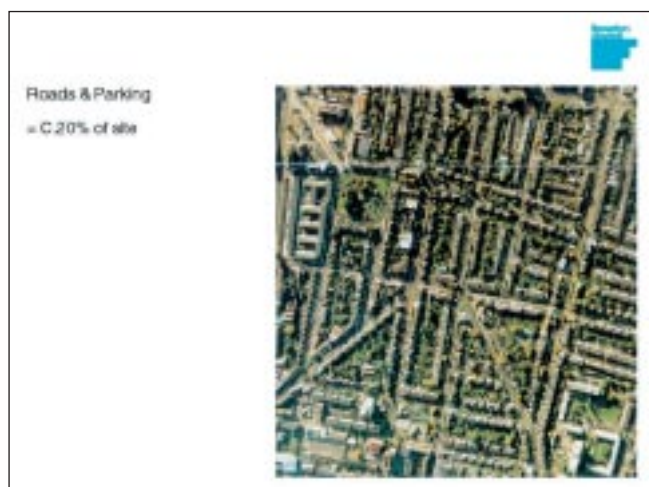 Roads & Parking
= C.20% of site